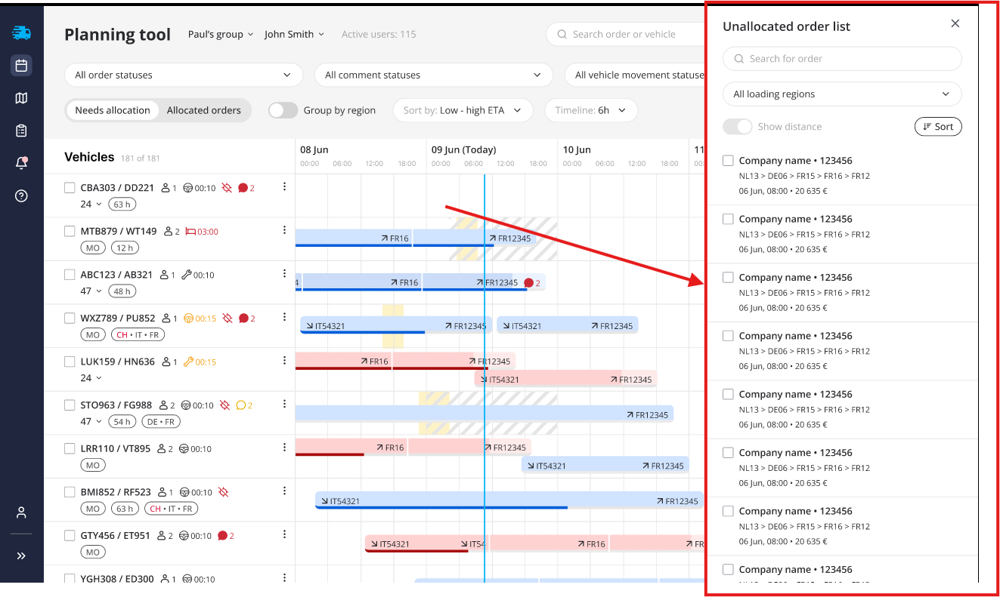 Planning tool Paul's group John Smith Active users: 115
Search order or vehicle
All order statuses All comment statuses All vehicle movement statuse
Needs allocation Allocated orders Group by region Sort by: Low - high ETA Timeline: 6h
Vehicles 181 of 181
08 Jun 09 Jun (Today) 10 Jun 11
00:00 06:00 12:00 18:00 00:00 06:00 12:00 18:00 00:00 06:00 12:00 18:00 00:
CBA303 / DD221 1 00:10 2
24 63 h
MTB879 / WT149 2 03:00
MO 12 h
FR16 FR12345
ABC123 / AB321 1 00:10
47 48 h
4 FR16 FR12345 2
WXZ789 / PU852 1 00:15 2
MO CH • IT • FR
IT54321 FR12345 IT54321 FR12345
LUK159 / HN636 1 00:15
24
FR16 FR12345
IT54321 FR12345
STO963 / FG988 2 00:10 2
47 54 h DE • FR
FR12345
LRR110 / VT895 2 00:10
MO
FR16 FR12345
IT54321 FR12345
BMI852 / RF523 1 00:10
MO 63 h CH • IT • FR
IT54321 FR12345
GTY456 / ET951 2 00:10 2
MO
IT54321 IT54 FR16 FR
YGH308 / ED300 1 00:10
Unallocated order list
Search for order
All loading regions
Show distance Sort
Company name • 123456
NL13 > DE06 > FR15 > FR16 > FR12
06 Jun, 08:00 • 20 635 €
Company name • 123456
NL13 > DE06 > FR15 > FR16 > FR12
06 Jun, 08:00 • 20 635 €
Company name • 123456
NL13 > DE06 > FR15 > FR16 > FR12
06 Jun, 08:00 • 20 635 €
Company name • 123456
NL13 > DE06 > FR15 > FR16 > FR12
06 Jun, 08:00 • 20 635 €
Company name • 123456
NL13 > DE06 > FR15 > FR16 > FR12
06 Jun, 08:00 • 20 635 €
Company name • 123456
NL13 > DE06 > FR15 > FR16 > FR12
06 Jun, 08:00 • 20 635 €
Company name • 123456
NL13 > DE06 > FR15 > FR16 > FR12
06 Jun, 08:00 • 20 635 €
Company name • 123456